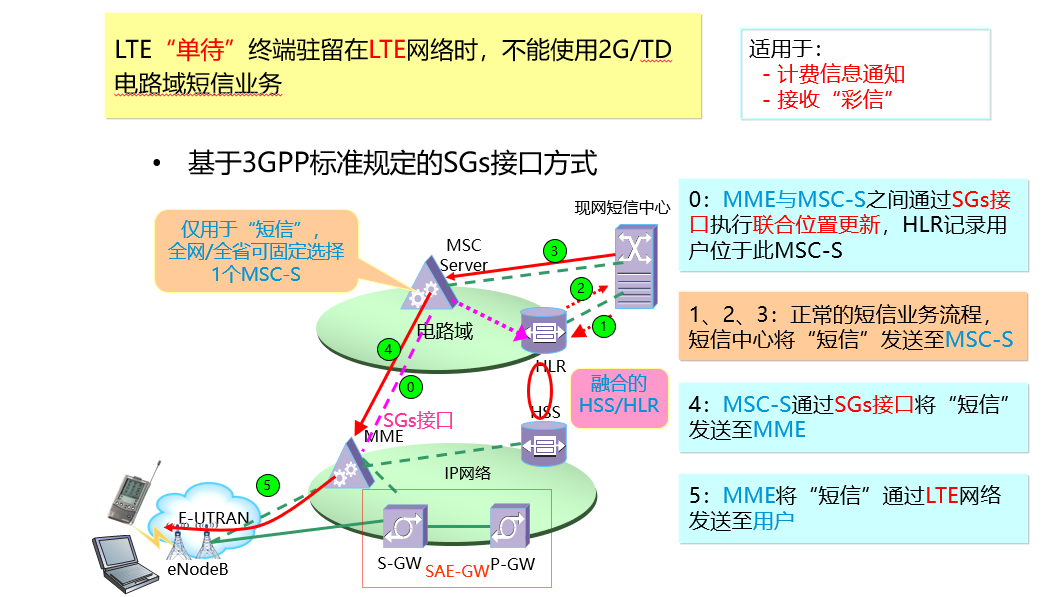 LTE“单待”终端驻留在LTE网络时，不能使用2G/TD
电路域短信业务
适用于：
- 计费信息通知
- 接收“彩信”
• 基于3GPP标准规定的SGs接口方式
仅用于“短信”，
全网/全省可固定选择
1个MSC-S
MSC
Server
现网短信中心
3
2
1
电路域
4
0
HLR
融合的
HSS/HLR
HSS
SGs接口
MME
IP网络
5
E-UTRAN
eNodeB
S-GW
SAE-GW
P-GW
0：MME与MSC-S之间通过SGs接
口执行联合位置更新，HLR记录用
户位于此MSC-S
1、2、3：正常的短信业务流程，
短信中心将“短信”发送至MSC-S
4：MSC-S通过SGs接口将“短信”
发送至MME
5：MME将“短信”通过LTE网络
发送至用户